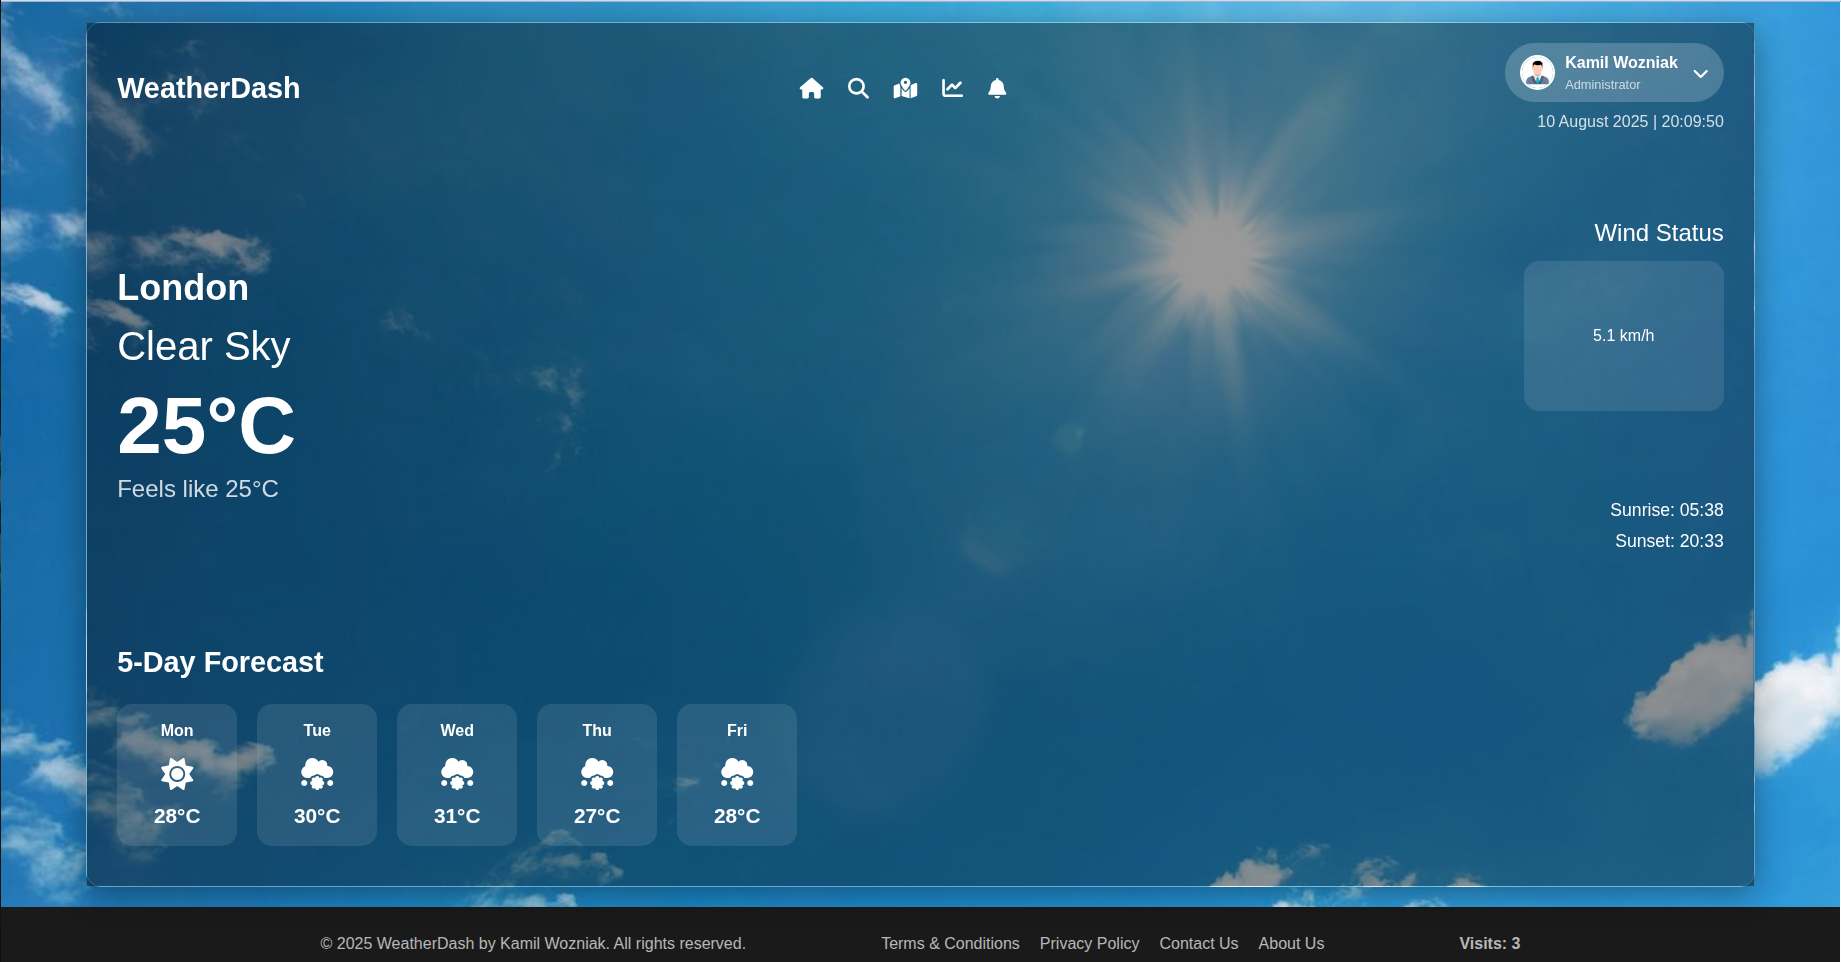 WeatherDash
Kamil Wozniak
Administrator
10 August 2025 | 20:09:50
London
Clear Sky
25°C
Feels like 25°C
Wind Status
5.1 km/h
Sunrise: 05:38
Sunset: 20:33
5-Day Forecast
Mon
28°C
Tue
30°C
Wed
31°C
Thu
27°C
Fri
28°C
© 2025 WeatherDash by Kamil Wozniak. All rights reserved.
Terms & Conditions
Privacy Policy
Contact Us
About Us
Visits: 3